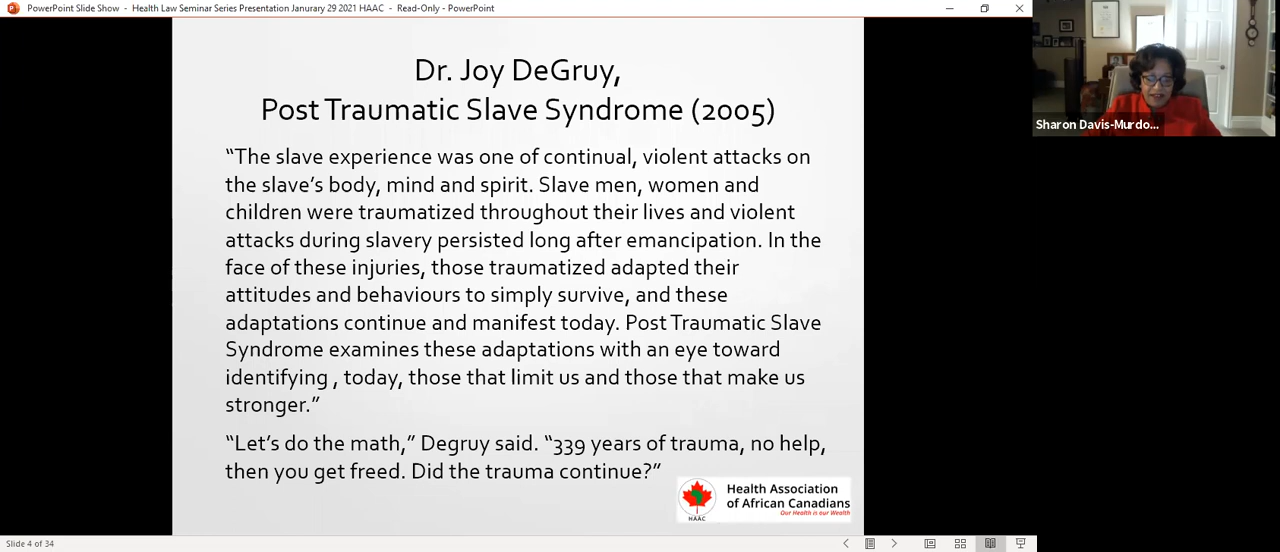 PowerPoint Slide Show - Health Law Seminar Series Presentation Janurary 29 2021 HAAC - Read-Only - PowerPoint
Dr. Joy DeGruy,
Post Traumatic Slave Syndrome (2005)
“The slave experience was one of continual, violent attacks on
the slave’s body, mind and spirit. Slave men, women and
children were traumatized throughout their lives and violent
attacks during slavery persisted long after emancipation. In the
face of these injuries, those traumatized adapted their
attitudes and behaviours to simply survive, and these
adaptations continue and manifest today. Post Traumatic Slave
Syndrome examines these adaptations with an eye toward
identifying , today, those that limit us and those that make us
stronger.”
“Let’s do the math,” Degruy said. “339 years of trauma, no help,
then you get freed. Did the trauma continue?”
HAAC
Health Association
of African Canadians
Our Health is our Wealth
Slide 4 of 34
Sharon Davis-Murdo...